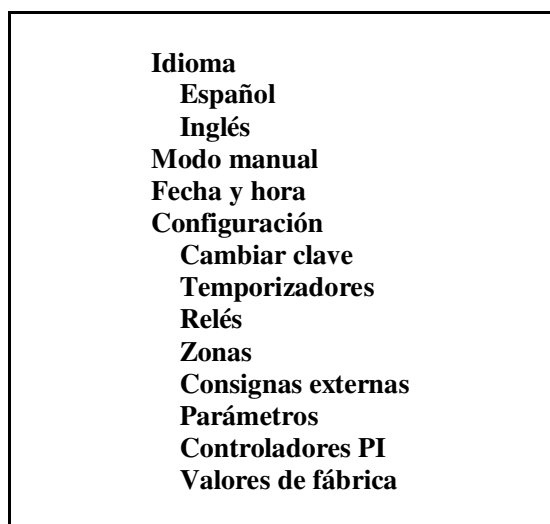 Idioma
Español
Inglés
Modo manual
Fecha y hora
Configuración
Cambiar clave
Temporizadores
Relés
Zonas
Consignas externas
Parámetros
Controladores PI
Valores de fábrica